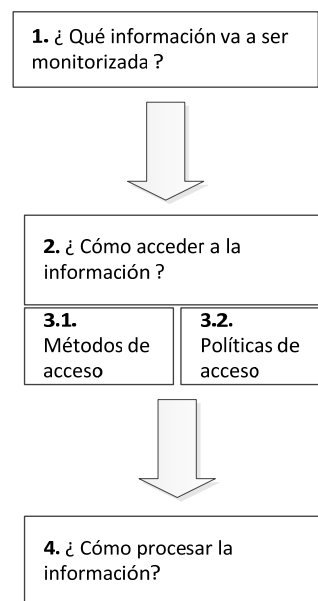 1. ¿ Qué información va a ser
monitorizada ?
2. ¿ Cómo acceder a la
información ?
3.1.
Métodos de
acceso
3.2.
Políticas de
acceso
4. ¿ Cómo procesar la
información?